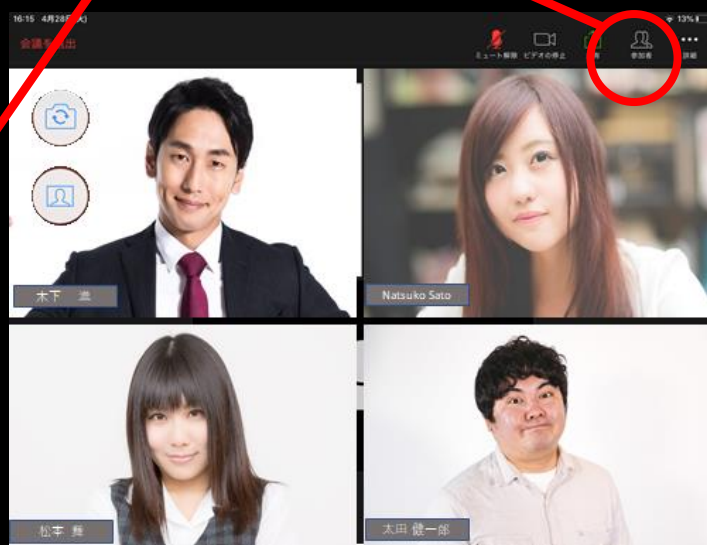 16:15 4月28日(火)
13%
会議を退出
ミュート解除 ビデオの停止 参加者 詳細
木下
Natsuko Sato
松本 舞
太田 健一郎